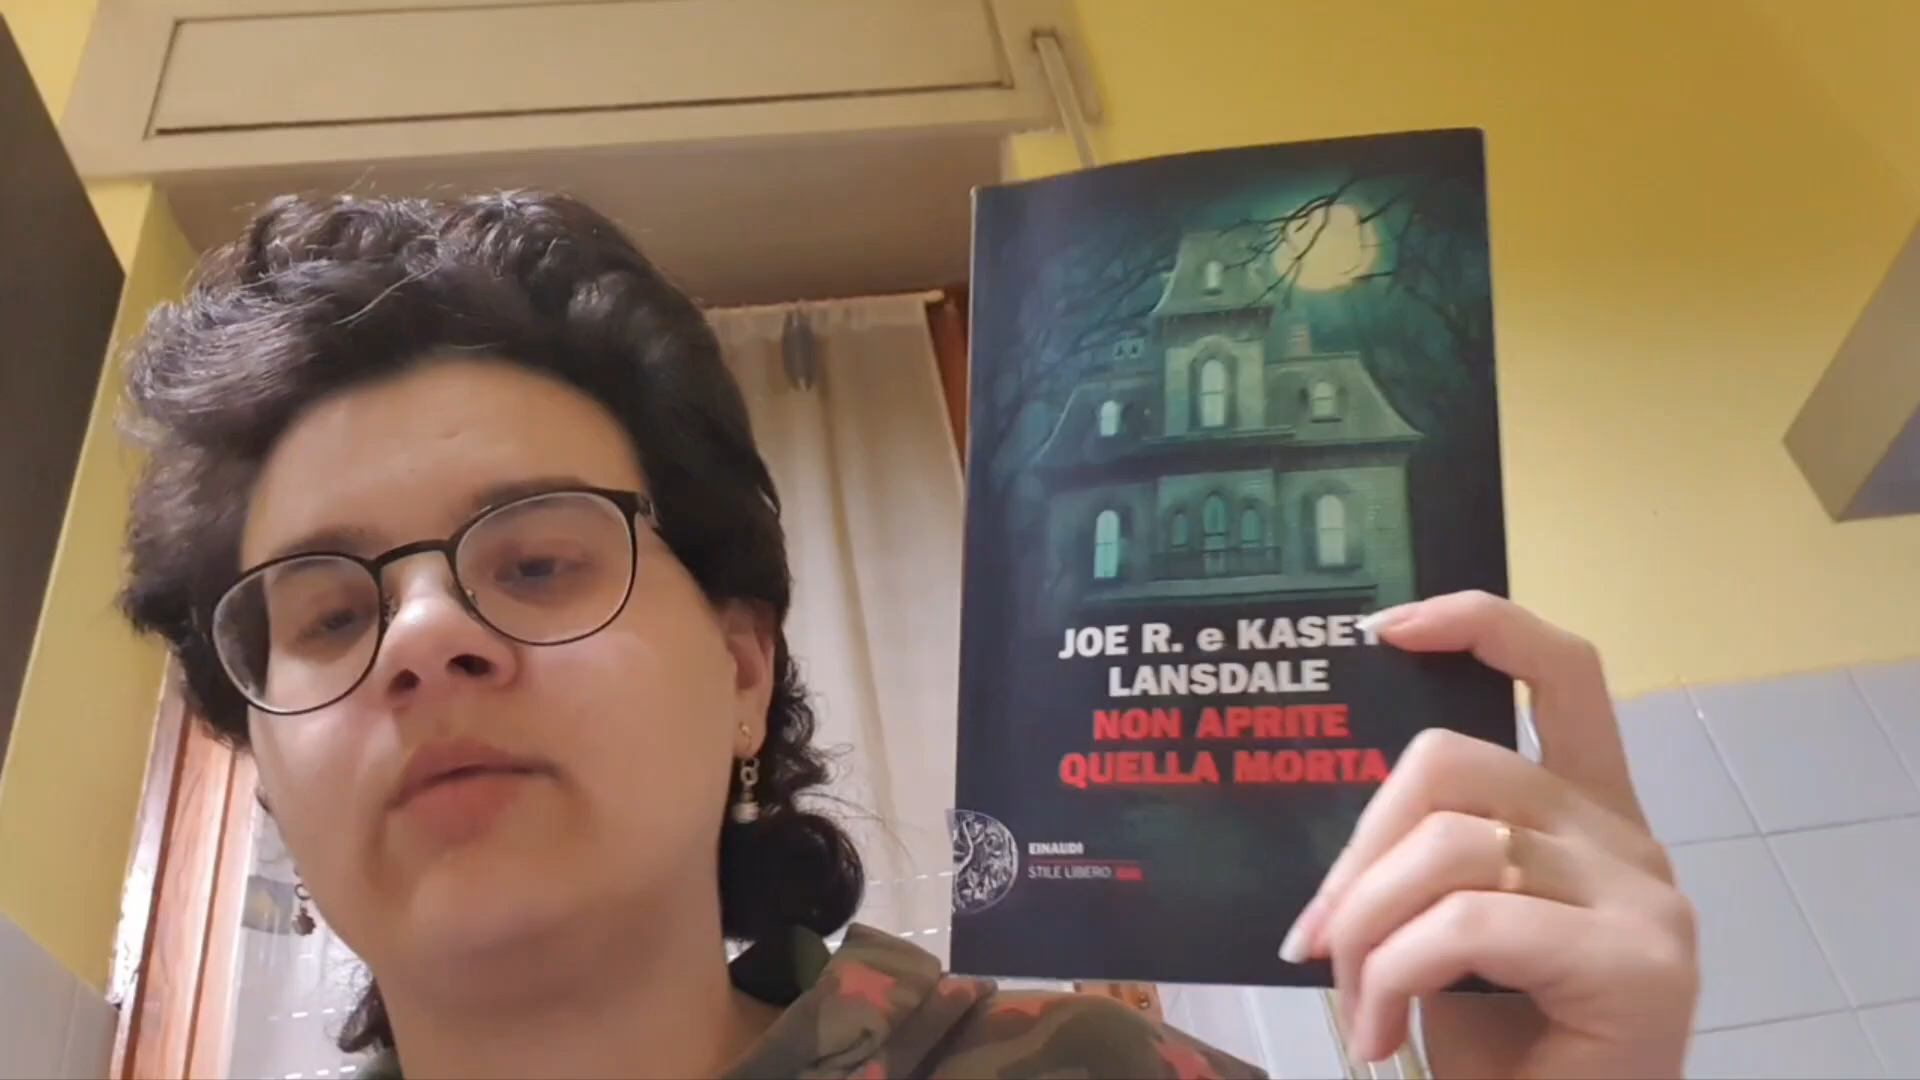 JOE R. e KASEY
LANSDALE
NON APRITE
QUELLA MORTA
EINAUDI
STILE LIBERO